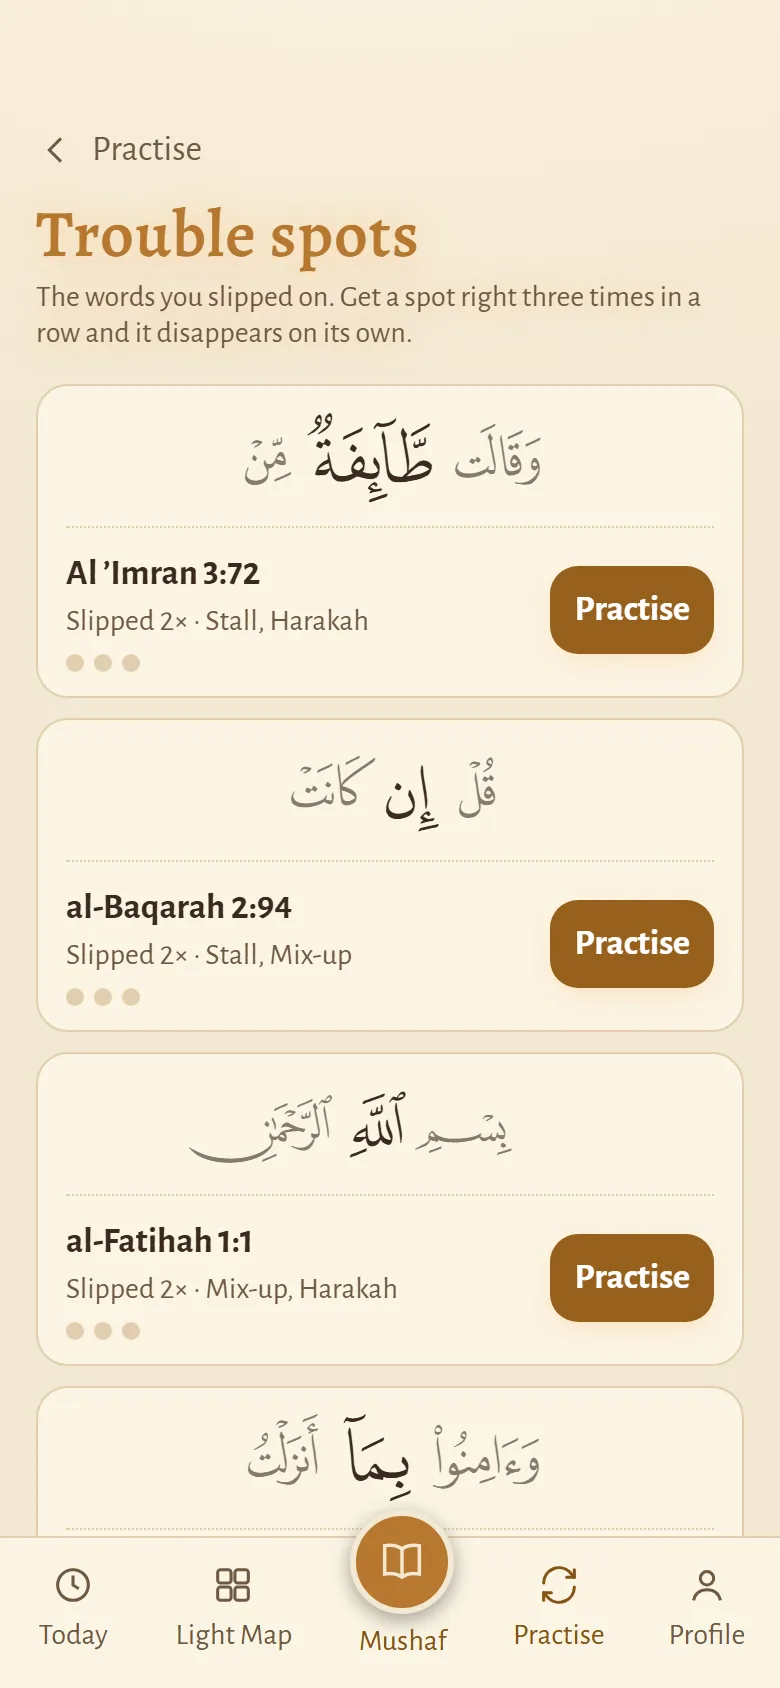 Practise
Trouble spots
The words you slipped on. Get a spot right three times in a
row and it disappears on its own.
وَقَالَت طَّآئِفَةٌ مِّنْ
Al ’Imran 3:72
Slipped 2× · Stall, Harakah
Practise
قُلْ إِن كَانَتْ
al-Baqarah 2:94
Slipped 2× · Stall, Mix-up
Practise
بِسْمِ ٱللَّهِ ٱلرَّحْمَٰنِ
al-Fatihah 1:1
Slipped 2× · Mix-up, Harakah
Practise
وَءَامِنُوا۟ بِمَآ أَنزَلْتُ
Today
Light Map
Mushaf
Practise
Profile